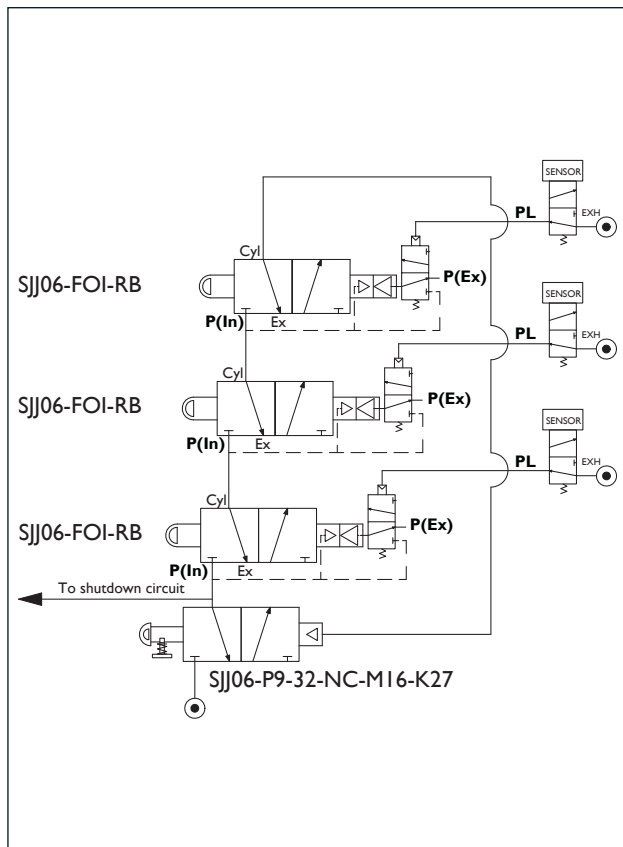 SENSOR
PL
EXH
Cyl
SJJ06-FOI-RB
P(Ex)
P(In)
Ex
SENSOR
PL
EXH
Cyl
SJJ06-FOI-RB
P(Ex)
P(In)
Ex
SENSOR
PL
EXH
Cyl
SJJ06-FOI-RB
P(Ex)
P(In)
Ex
To shutdown circuit
SJJ06-P9-32-NC-M16-K27